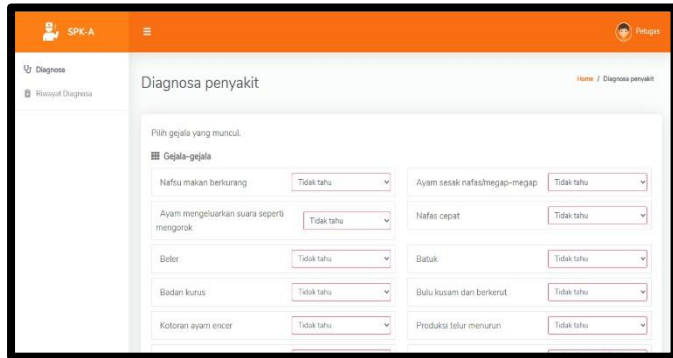 SPK-A
Petugas
Diagnosa
Riwayat Diagnosa
Diagnosa penyakit
Home / Diagnosa penyakit
Pilih gejala yang muncul.
Gejala-gejala
Nafsu makan berkurang Tidak tahu
Ayam sesak nafas/megap-megap Tidak tahu
Ayam mengeluarkan suara seperti
mengorok Tidak tahu
Nafas cepat Tidak tahu
Beler Tidak tahu
Batuk Tidak tahu
Badan kurus Tidak tahu
Bulu kusam dan berkerut Tidak tahu
Kotoran ayam encer Tidak tahu
Produksi telur menurun Tidak tahu